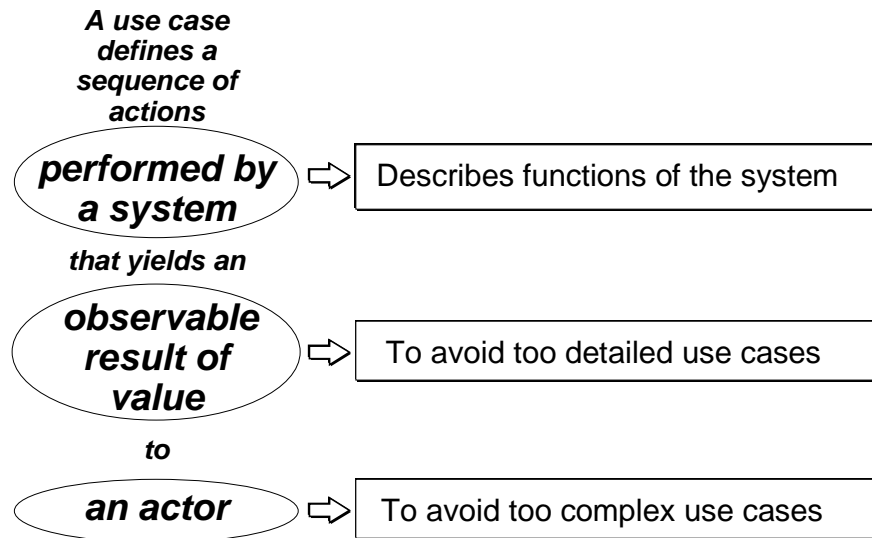 A use case
defines a
sequence of
actions
performed by
a system
Describes functions of the system
that yields an
observable
result of
value
To avoid too detailed use cases
to
an actor
To avoid too complex use cases